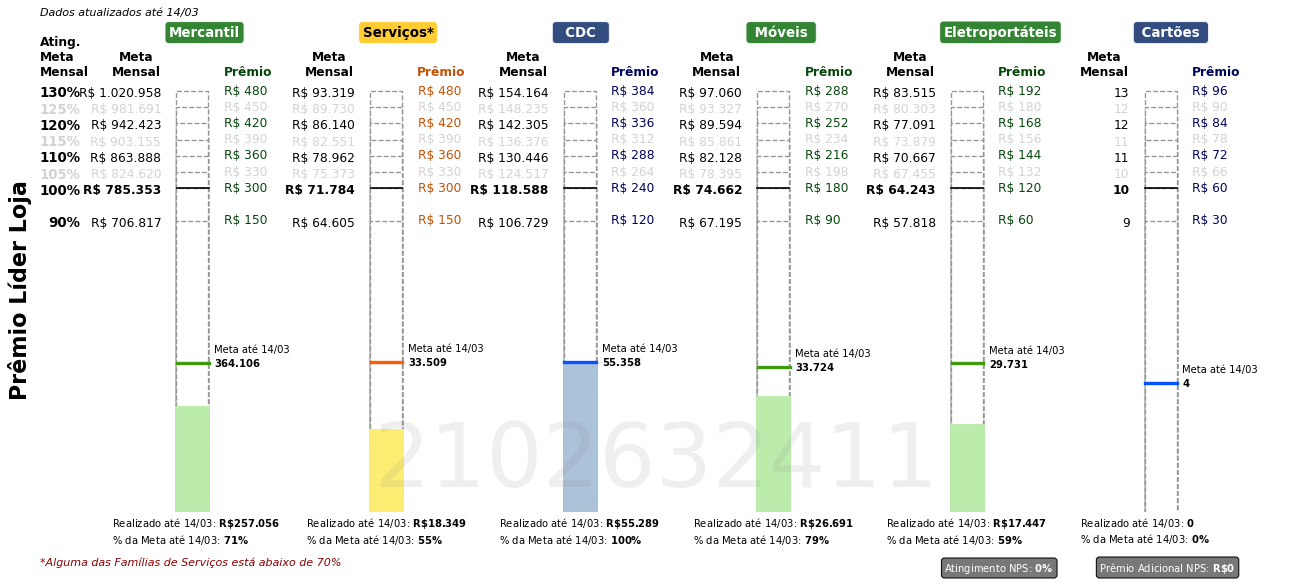 Dados atualizados até 14/03
Mercantil Serviços* CDC Móveis Eletroportáteis Cartões
Ating.
Meta Meta Meta Meta Meta Meta Meta
Mensal Mensal Prêmio Mensal Prêmio Mensal Prêmio Mensal Prêmio Mensal Prêmio Mensal Prêmio
130% R$ 1.020.958 R$ 480 R$ 93.319 R$ 480 R$ 154.164 R$ 384 R$ 97.060 R$ 288 R$ 83.515 R$ 192 13 R$ 96
125% R$ 981.691 R$ 450 R$ 89.730 R$ 450 R$ 148.235 R$ 360 R$ 93.327 R$ 270 R$ 80.303 R$ 180 12 R$ 90
120% R$ 942.423 R$ 420 R$ 86.140 R$ 420 R$ 142.305 R$ 336 R$ 89.594 R$ 252 R$ 77.091 R$ 168 12 R$ 84
115% R$ 903.155 R$ 390 R$ 82.551 R$ 390 R$ 136.376 R$ 312 R$ 85.861 R$ 234 R$ 73.879 R$ 156 11 R$ 78
110% R$ 863.888 R$ 360 R$ 78.962 R$ 360 R$ 130.446 R$ 288 R$ 82.128 R$ 216 R$ 70.667 R$ 144 11 R$ 72
105% R$ 824.620 R$ 330 R$ 75.373 R$ 330 R$ 124.517 R$ 264 R$ 78.395 R$ 198 R$ 67.455 R$ 132 10 R$ 66
100% R$ 785.353 R$ 300 R$ 71.784 R$ 300 R$ 118.588 R$ 240 R$ 74.662 R$ 180 R$ 64.243 R$ 120 10 R$ 60
90% R$ 706.817 R$ 150 R$ 64.605 R$ 150 R$ 106.729 R$ 120 R$ 67.195 R$ 90 R$ 57.818 R$ 60 9 R$ 30
Prêmio Líder Loja
Meta até 14/03 Meta até 14/03 Meta até 14/03 Meta até 14/03 Meta até 14/03 Meta até 14/03
364.106 33.509 55.358 33.724 29.731 4
2102632411
Realizado até 14/03: R$257.056 Realizado até 14/03: R$18.349 Realizado até 14/03: R$55.289 Realizado até 14/03: R$26.691 Realizado até 14/03: R$17.447 Realizado até 14/03: 0
% da Meta até 14/03: 71% % da Meta até 14/03: 55% % da Meta até 14/03: 100% % da Meta até 14/03: 79% % da Meta até 14/03: 59% % da Meta até 14/03: 0%
*Alguma das Famílias de Serviços está abaixo de 70% Atingimento NPS: 0% Prêmio Adicional NPS: R$0